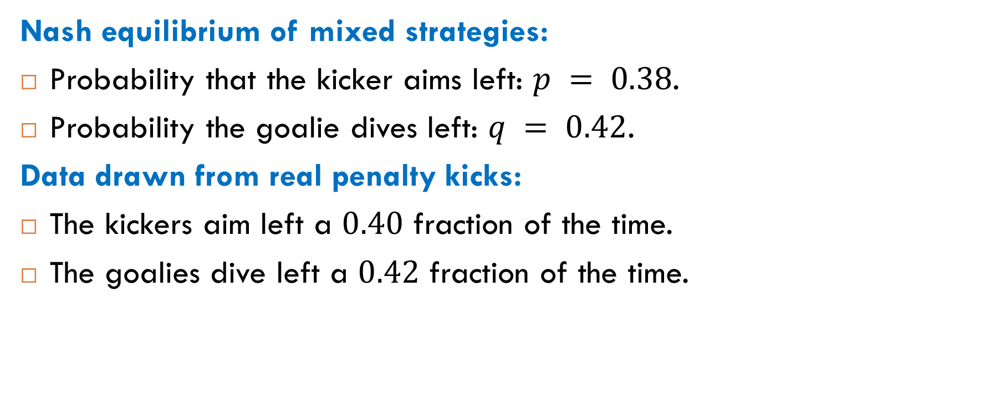 Nash equilibrium of mixed strategies:
□ Probability that the kicker aims left: p = 0.38.
□ Probability the goalie dives left: q = 0.42.
Data drawn from real penalty kicks:
□ The kickers aim left a 0.40 fraction of the time.
□ The goalies dive left a 0.42 fraction of the time.